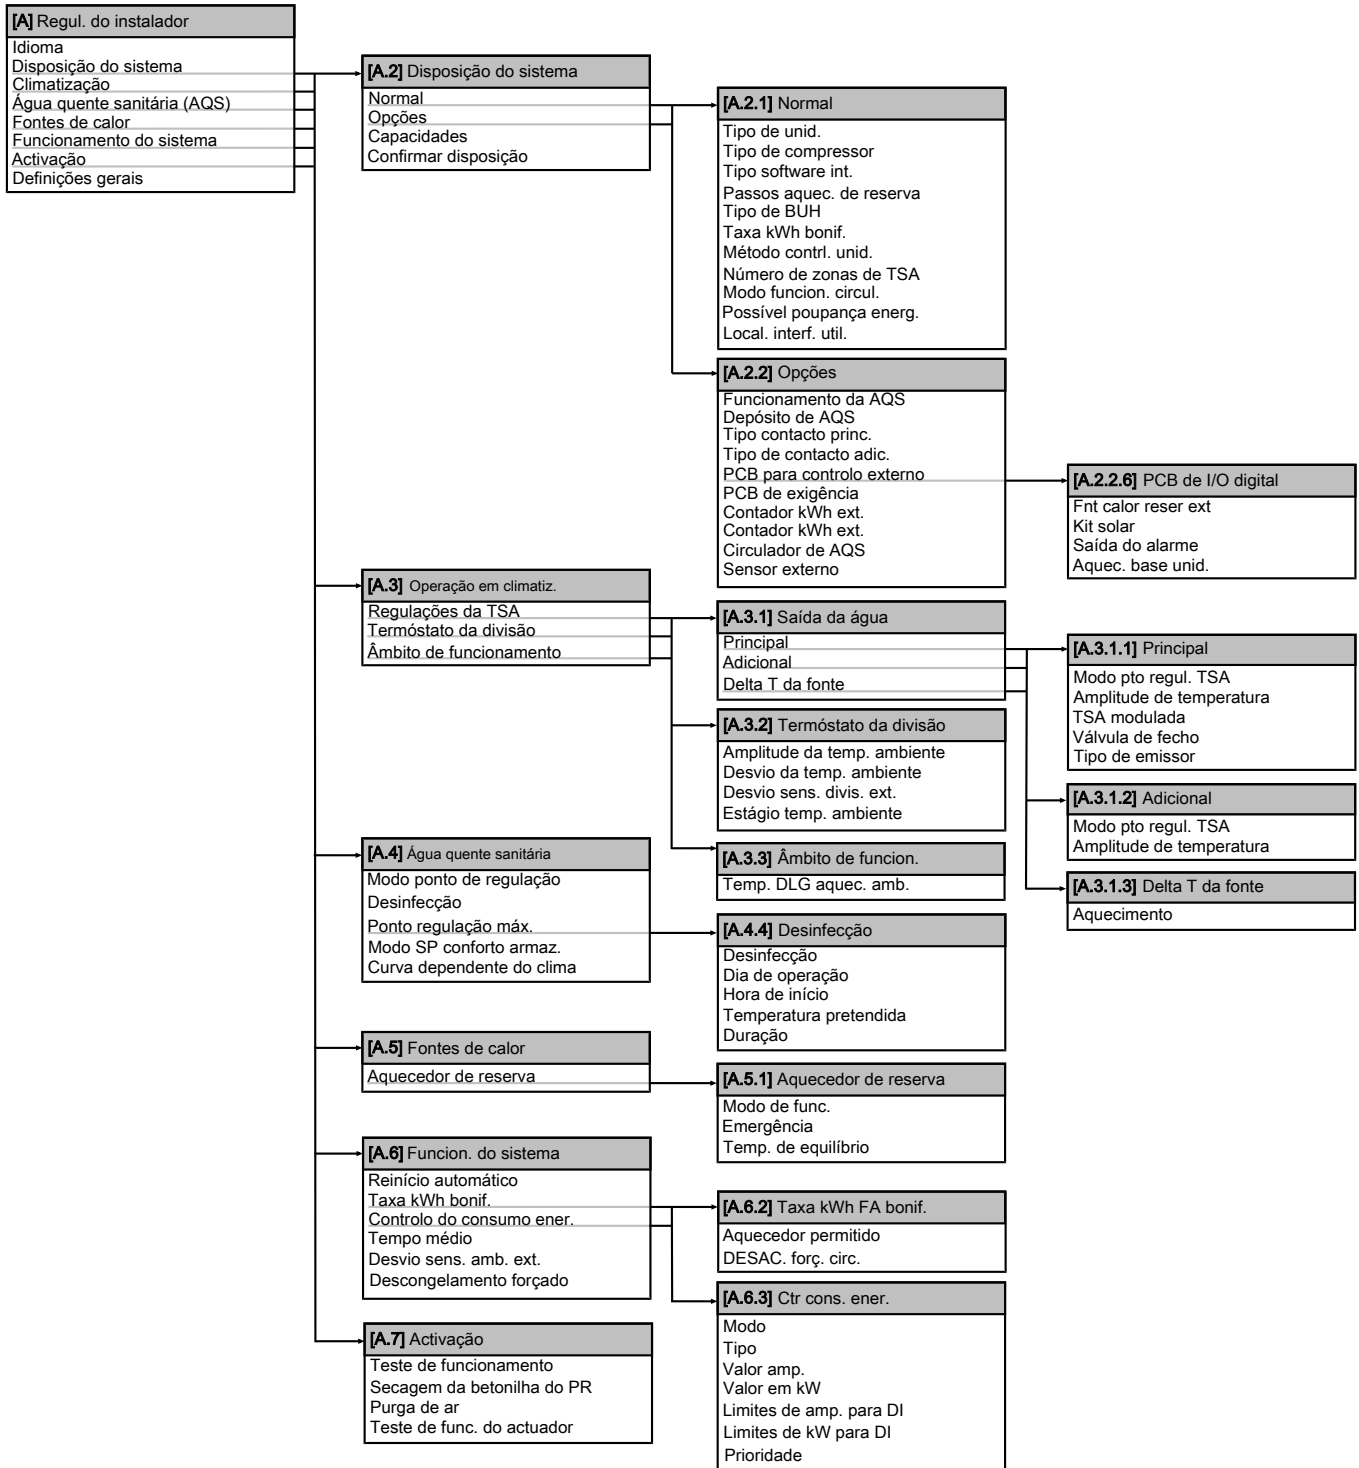 [A] Regul. do instalador
Idioma
Disposição do sistema
Climatização
Água quente sanitária (AQS)
Fontes de calor
Funcionamento do sistema
Activação
Definições gerais
[A.2] Disposição do sistema
Normal
Opções
Capacidades
Confirmar disposição
[A.2.1] Normal
Tipo de unid.
Tipo de compressor
Tipo software int.
Passos aquec. de reserva
Tipo de BUH
Taxa kWh bonif.
Método contrl. unid.
Número de zonas de TSA
Modo funcion. circul.
Possível poupança energ.
Local. interf. util.
[A.2.2] Opções
Funcionamento da AQS
Depósito de AQS
Tipo contacto princ.
Tipo de contacto adic.
PCB para controlo externo
PCB de exigência
Contador kWh ext.
Contador kWh ext.
Circulador de AQS
Sensor externo
[A.2.2.6] PCB de I/O digital
Fnt calor reser ext
Kit solar
Saída do alarme
Aquec. base unid.
[A.3] Operação em climatiz.
Regulações da TSA
Termóstato da divisão
Âmbito de funcionamento
[A.3.1] Saída da água
Principal
Adicional
Delta T da fonte
[A.3.1.1] Principal
Modo pto regul. TSA
Amplitude de temperatura
TSA modulada
Válvula de fecho
Tipo de emissor
[A.3.1.2] Adicional
Modo pto regul. TSA
Amplitude de temperatura
[A.3.1.3] Delta T da fonte
Aquecimento
[A.3.2] Termóstato da divisão
Amplitude da temp. ambiente
Desvio da temp. ambiente
Desvio sens. divis. ext.
Estágio temp. ambiente
[A.3.3] Âmbito de funcion.
Temp. DLG aquec. amb.
[A.4] Água quente sanitária
Modo ponto de regulação
Desinfecção
Ponto regulação máx.
Modo SP conforto armaz.
Curva dependente do clima
[A.4.4] Desinfecção
Desinfecção
Dia de operação
Hora de início
Temperatura pretendida
Duração
[A.5] Fontes de calor
Aquecedor de reserva
[A.5.1] Aquecedor de reserva
Modo de func.
Emergência
Temp. de equilíbrio
[A.6] Funcion. do sistema
Reinício automático
Taxa kWh bonif.
Controlo do consumo ener.
Tempo médio
Desvio sens. amb. ext.
Descongelamento forçado
[A.6.2] Taxa kWh FA bonif.
Aquecedor permitido
DESAC. forç. circ.
[A.6.3] Ctr cons. ener.
Modo
Tipo
Valor amp.
Valor em kW
Limites de amp. para DI
Limites de kW para DI
Prioridade
[A.7] Activação
Teste de funcionamento
Secagem da betonilha do PR
Purga de ar
Teste de func. do actuador